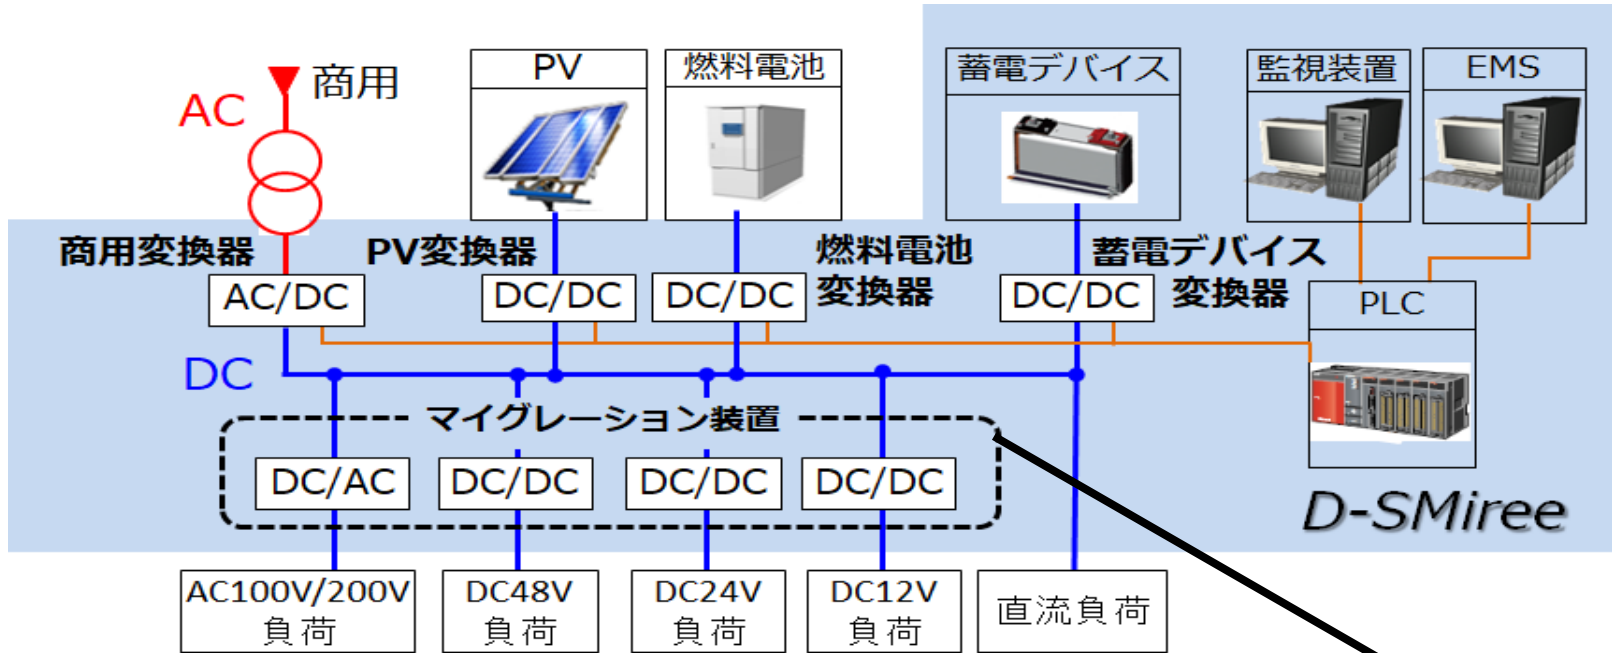 商用
AC
PV
燃料電池
蓄電デバイス
監視装置
EMS
商用変換器
PV変換器
燃料電池
変換器
蓄電デバイス
変換器
AC/DC
DC/DC
DC/DC
DC/DC
PLC
DC
マイグレーション装置
DC/AC
DC/DC
DC/DC
DC/DC
D-SMiree
AC100V/200V
負荷
DC48V
負荷
DC24V
負荷
DC12V
負荷
直流負荷